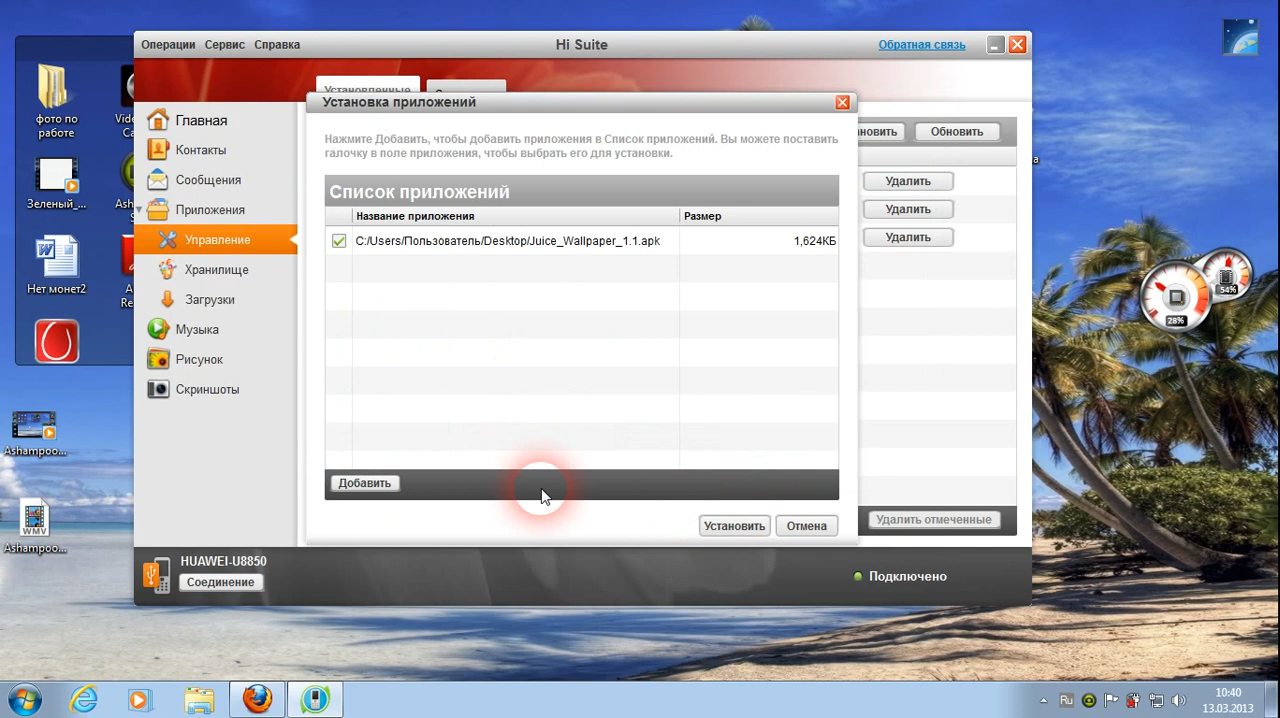 Операции Сервис Справка
Hi Suite
Обратная связь
Установка приложений
Нажмите Добавить, чтобы добавить приложения в Список приложений. Вы можете поставить
галочку в поле приложения, чтобы выбрать его для установки.
Обновить
Список приложений
Название приложения Размер
C:/Users/Пользователь/Desktop/Juice_Wallpaper_1.1.apk 1,624КБ
Добавить
Установить Отмена
Удалить
Удалить
Удалить
Удалить отмеченные
Главная
Контакты
Сообщения
Приложения
Управление
Хранилище
Загрузки
Музыка
Рисунок
Скриншоты
HUAWEI-U8850
Соединение
Подключено
фото по
работе
Зеленый_...
Нет монет2
Ashampoo...
WMV
Ashampoo...
28%
54%
Ru
10:40
13.03.2013